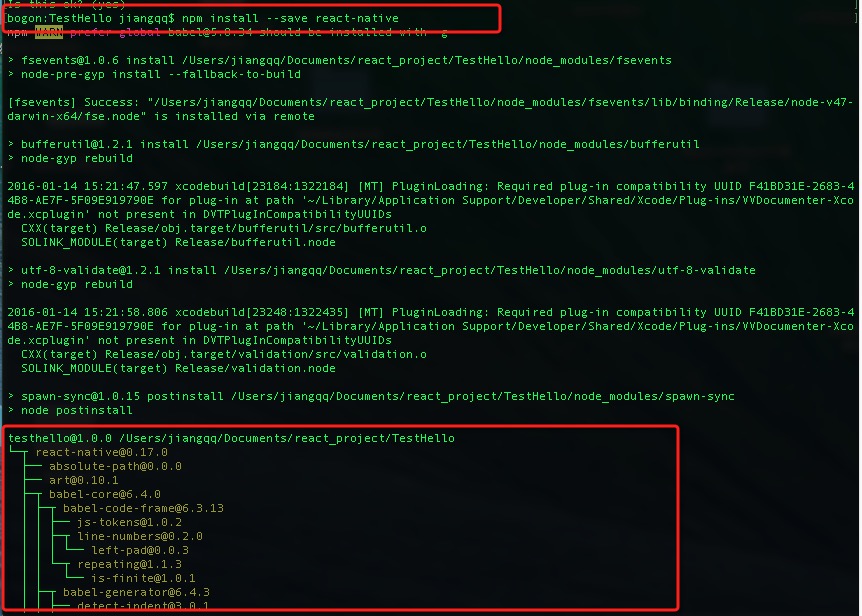 Is this ok? (yes)
bogon:TestHello jiangqq$ npm install --save react-native
npm WARN prefer global babel@5.8.34 should be installed with -g
> fsevents@1.0.6 install /Users/jiangqq/Documents/react_project/TestHello/node_modules/fsevents
> node-pre-gyp install --fallback-to-build
[fsevents] Success: "/Users/jiangqq/Documents/react_project/TestHello/node_modules/fsevents/lib/binding/Release/node-v47-
darwin-x64/fse.node" is installed via remote
> bufferutil@1.2.1 install /Users/jiangqq/Documents/react_project/TestHello/node_modules/bufferutil
> node-gyp rebuild
2016-01-14 15:21:47.597 xcodebuild[23184:1322184] [MT] PluginLoading: Required plug-in compatibility UUID F41BD31E-2683-4
4B8-AE7F-5F09E919790E for plug-in at path '~/Library/Application Support/Developer/Shared/Xcode/Plug-ins/VVDocumenter-Xco
de.xcplugin' not present in DVTPlugInCompatibilityUUIDs
CXX(target) Release/obj.target/bufferutil/src/bufferutil.o
SOLINK_MODULE(target) Release/bufferutil.node
> utf-8-validate@1.2.1 install /Users/jiangqq/Documents/react_project/TestHello/node_modules/utf-8-validate
> node-gyp rebuild
2016-01-14 15:21:58.806 xcodebuild[23248:1322435] [MT] PluginLoading: Required plug-in compatibility UUID F41BD31E-2683-4
4B8-AE7F-5F09E919790E for plug-in at path '~/Library/Application Support/Developer/Shared/Xcode/Plug-ins/VVDocumenter-Xco
de.xcplugin' not present in DVTPlugInCompatibilityUUIDs
CXX(target) Release/obj.target/validation/src/validation.o
SOLINK_MODULE(target) Release/validation.node
> spawn-sync@1.0.15 postinstall /Users/jiangqq/Documents/react_project/TestHello/node_modules/spawn-sync
> node postinstall
testhello@1.0.0 /Users/jiangqq/Documents/react_project/TestHello
└─┬ react-native@0.17.0
  ├── absolute-path@0.0.0
  ├── art@0.10.1
  ├─┬ babel-core@6.4.0
  │ ├─┬ babel-code-frame@6.3.13
  │ │ ├── js-tokens@1.0.2
  │ │ ├─┬ line-numbers@0.2.0
  │ │ │ └── left-pad@0.0.3
  │ │ └─┬ repeating@1.1.3
  │ │   └── is-finite@1.0.1
  │ ├─┬ babel-generator@6.4.3
  │ │ ├── detect-indent@3.0.1